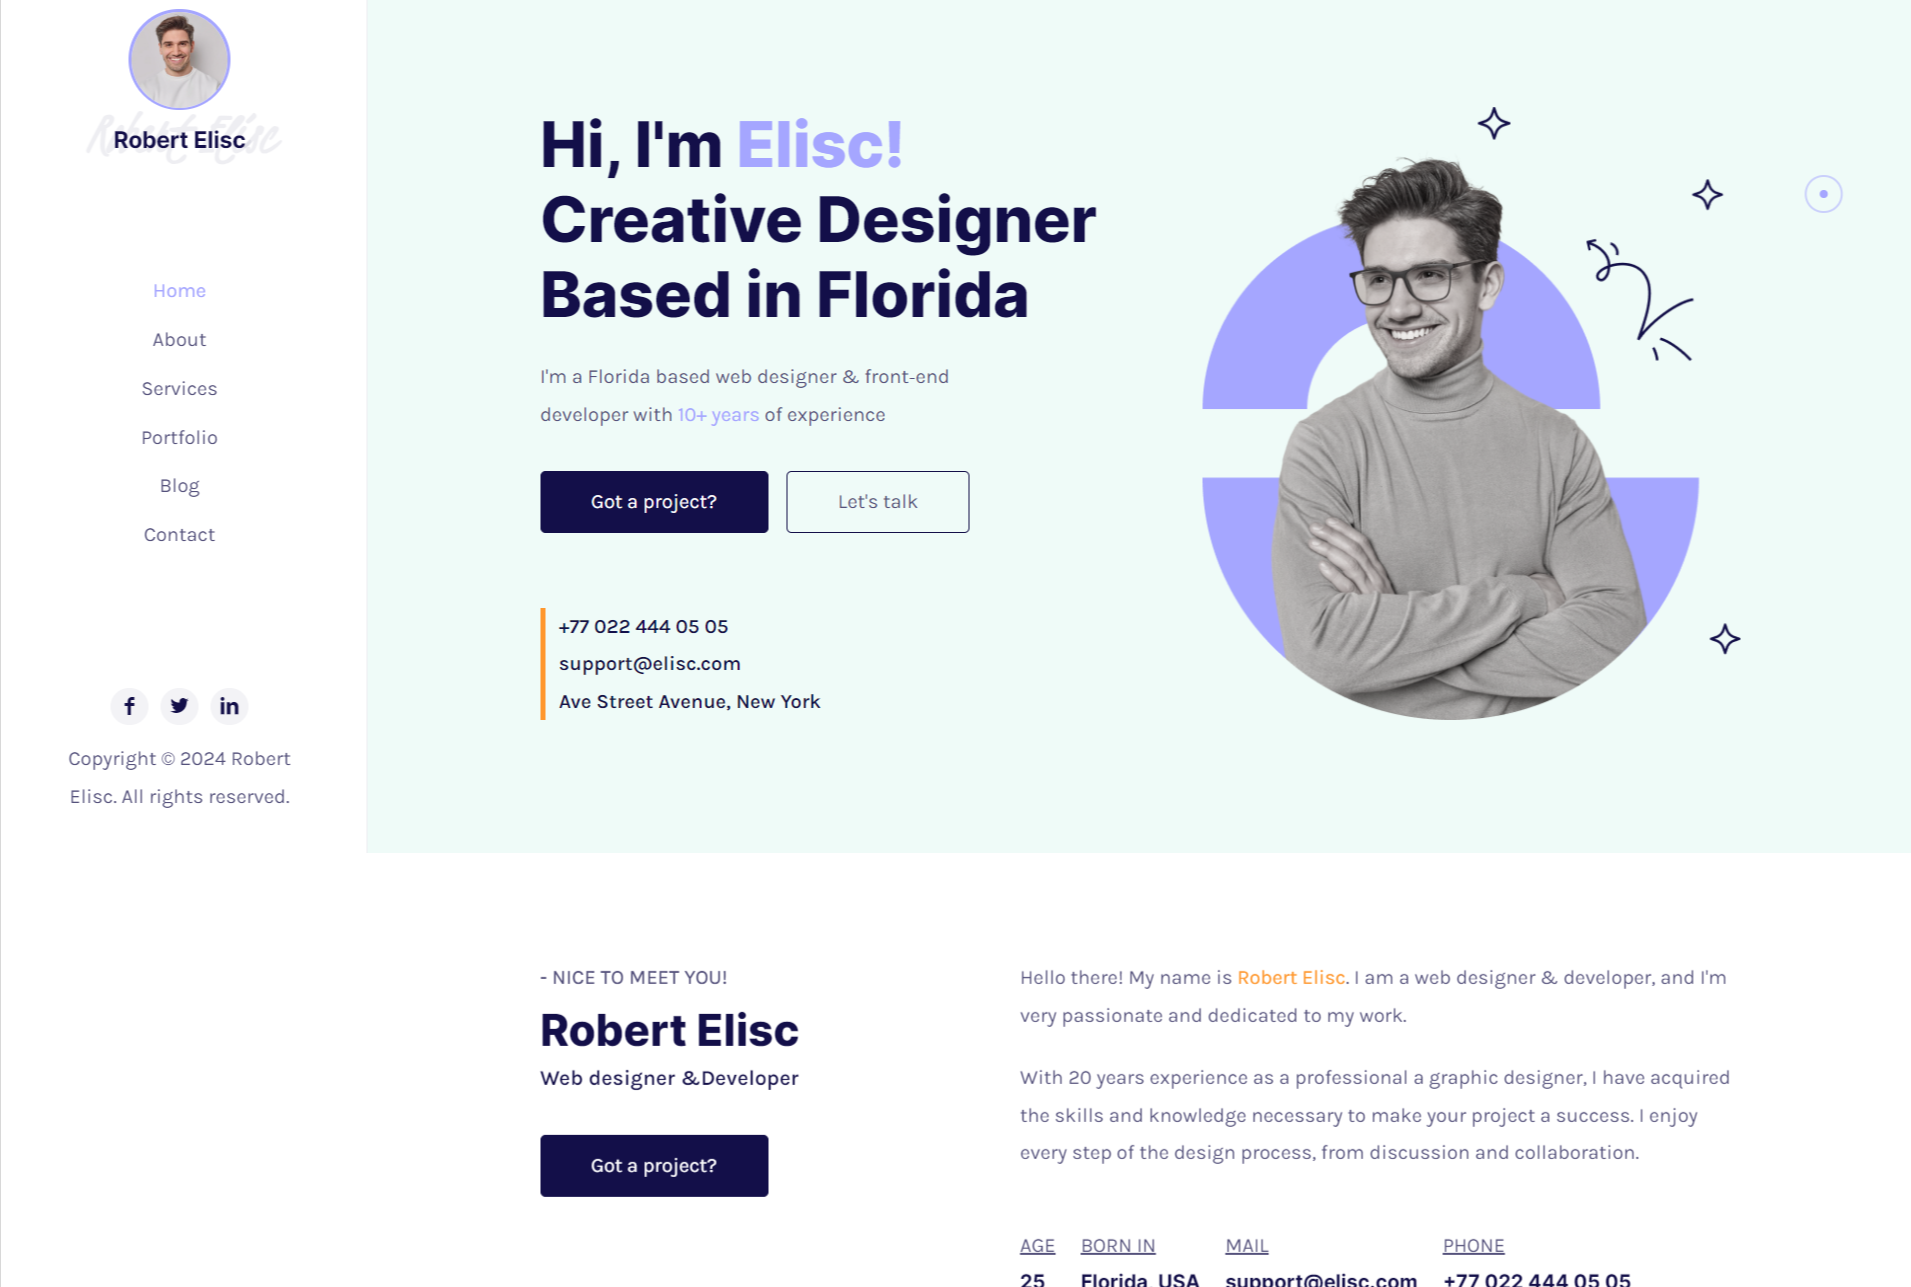 Robert Elisc
Robert Elisc
Home
About
Services
Portfolio
Blog
Contact
Copyright © 2024 Robert
Elisc. All rights reserved.
Hi, I'm Elisc!
Creative Designer
Based in Florida
I'm a Florida based web designer & front-end
developer with 10+ years of experience
Got a project?
Let's talk
+77 022 444 05 05
support@elisc.com
Ave Street Avenue, New York
- NICE TO MEET YOU!
Robert Elisc
Web designer &Developer
Got a project?
Hello there! My name is Robert Elisc. I am a web designer & developer, and I'm
very passionate and dedicated to my work.
With 20 years experience as a professional a graphic designer, I have acquired
the skills and knowledge necessary to make your project a success. I enjoy
every step of the design process, from discussion and collaboration.
AGE BORN IN MAIL PHONE
25 Florida, USA support@elisc.com +77 022 444 05 05